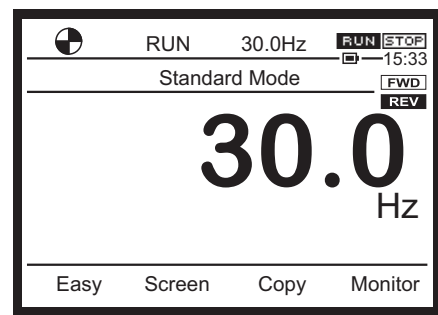 RUN 30.0Hz RUN STOP
15:33
Standard Mode FWD
REV
30.0
Hz
Easy Screen Copy Monitor